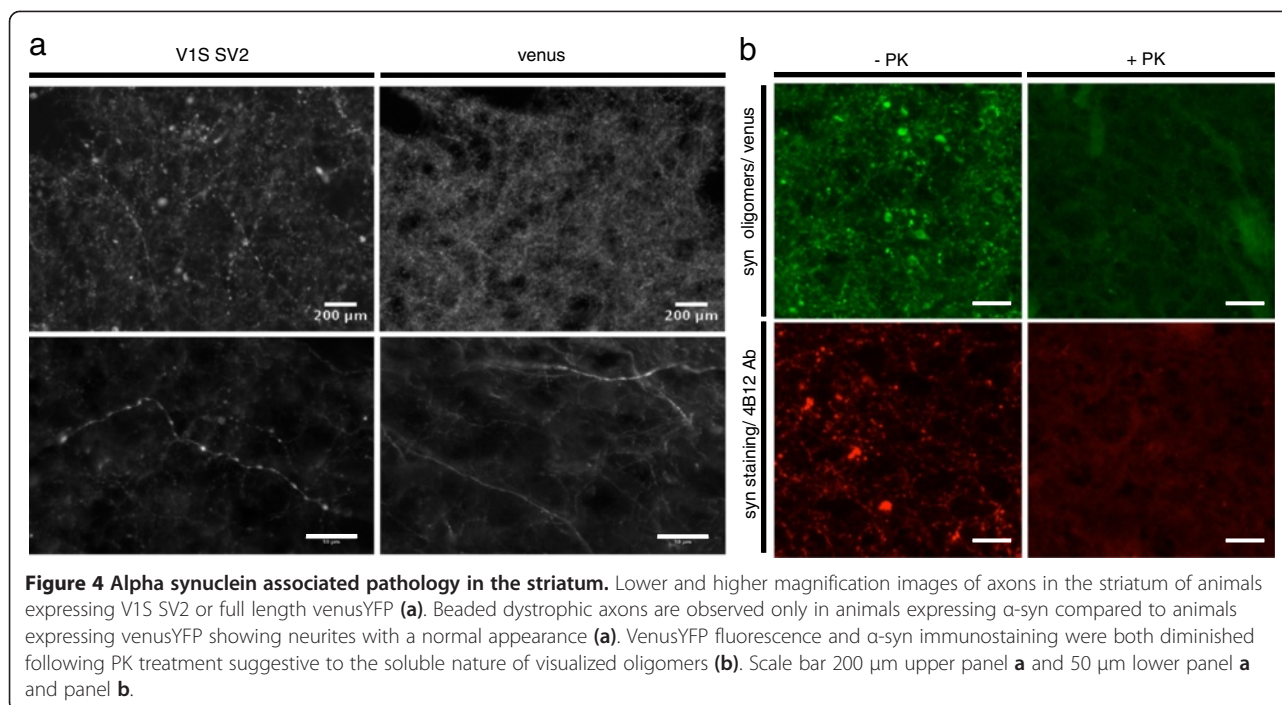 a
V1S SV2
venus
200 µm
200 µm
b
- PK
+ PK
syn oligomers/ venus
syn staining/ 4B12 Ab
Figure 4 Alpha synuclein associated pathology in the striatum. Lower and higher magnification images of axons in the striatum of animals
expressing V1S SV2 or full length venusYFP (a). Beaded dystrophic axons are observed only in animals expressing α-syn compared to animals
expressing venusYFP showing neurites with a normal appearance (a). VenusYFP fluorescence and α-syn immunostaining were both diminished
following PK treatment suggestive to the soluble nature of visualized oligomers (b). Scale bar 200 µm upper panel a and 50 µm lower panel a
and panel b.